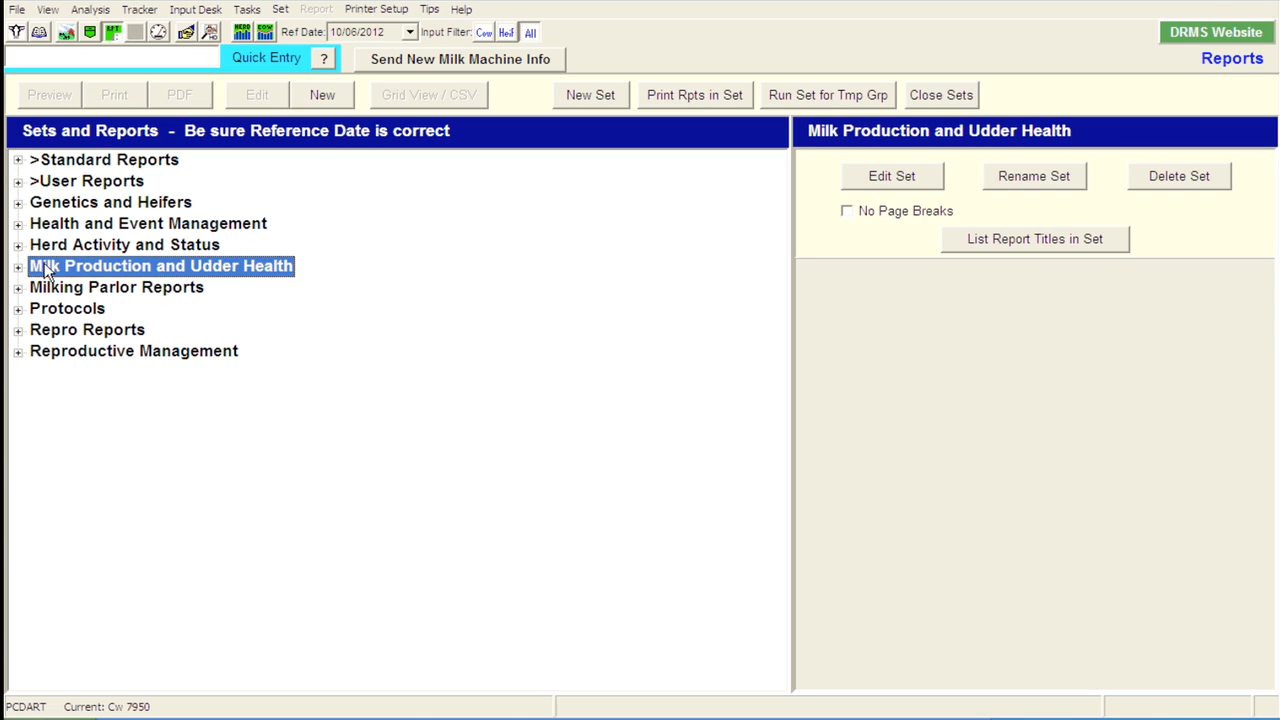 File View Analysis Tracker Input Desk Tasks Set Report Printer Setup Tips Help
Ref Date: 10/06/2012 Input Filter: Cow Heif All DRMS Website
Quick Entry ? Send New Milk Machine Info Reports
Preview Print PDF Edit New Grid View / CSV New Set Print Rpts in Set Run Set for Tmp Grp Close Sets
Sets and Reports - Be sure Reference Date is correct
Milk Production and Udder Health
>Standard Reports
>User Reports
Genetics and Heifers
Health and Event Management
Herd Activity and Status
Milk Production and Udder Health
Milking Parlor Reports
Protocols
Repro Reports
Reproductive Management
Edit Set Rename Set Delete Set
No Page Breaks
List Report Titles in Set
PCDART Current: Cw 7950